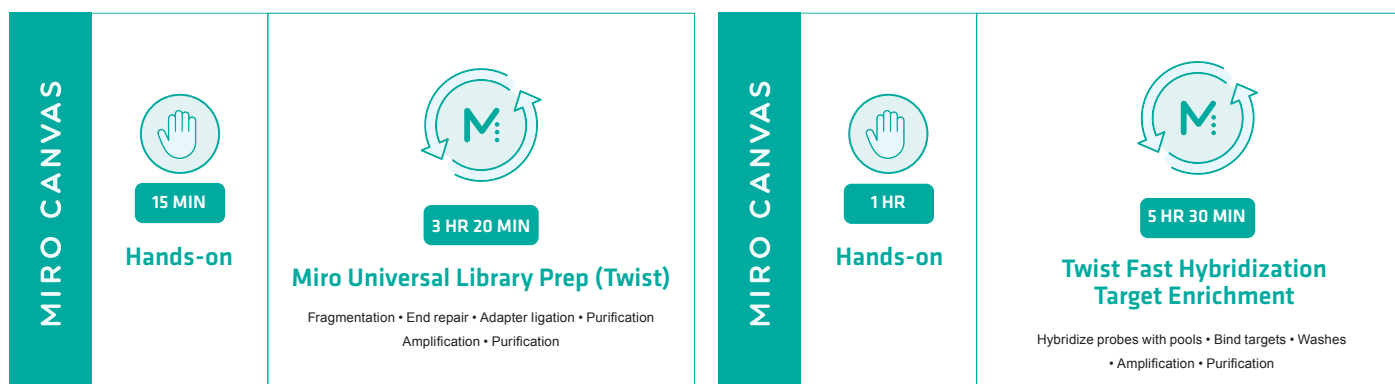 MIRO CANVAS
15 MIN
Hands-on
M
3 HR 20 MIN
Miro Universal Library Prep (Twist)
Fragmentation • End repair • Adapter ligation • Purification
Amplification • Purification
MIRO CANVAS
1 HR
Hands-on
M
5 HR 30 MIN
Twist Fast Hybridization
Target Enrichment
Hybridize probes with pools • Bind targets • Washes
• Amplification • Purification